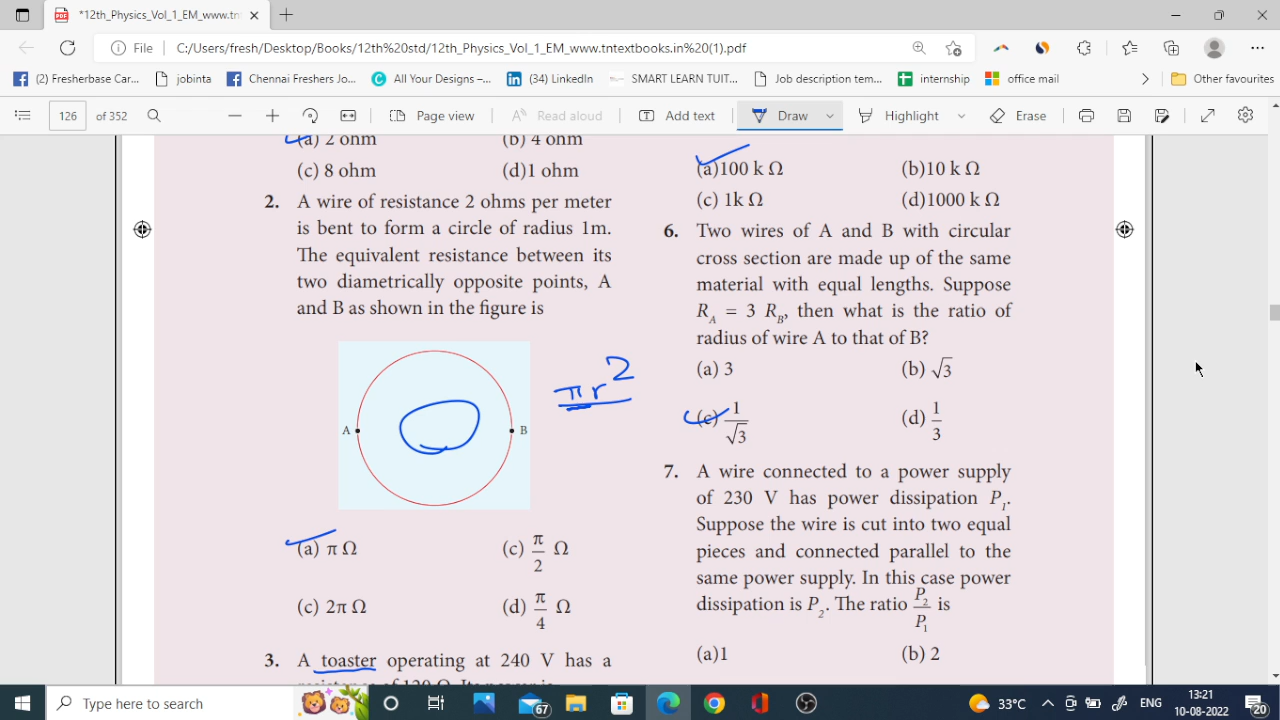 *12th_Physics_Vol_1_EM_www.tn
File
C:/Users/fresh/Desktop/Books/12th%20std/12th_Physics_Vol_1_EM_www.tntextbooks.in%20(1).pdf
(2) Fresherbase Car...
jobinta
Chennai Freshers Jo...
All Your Designs –...
(34) LinkedIn
SMART LEARN TUIT...
Job description tem...
internship
office mail
Other favourites
126 of 352
Page view
Read aloud
Add text
Draw
Highlight
Erase
(a) 2 ohm (b) 4 ohm
(c) 8 ohm (d)1 ohm
2. A wire of resistance 2 ohms per meter
is bent to form a circle of radius 1m.
The equivalent resistance between its
two diametrically opposite points, A
and B as shown in the figure is
πr²
A B
(a) π Ω (c) π/2 Ω
(c) 2π Ω (d) π/4 Ω
3. A toaster operating at 240 V has a
(a)100 k Ω (b)10 k Ω
(c) 1k Ω (d)1000 k Ω
6. Two wires of A and B with circular
cross section are made up of the same
material with equal lengths. Suppose
R_A = 3 R_B, then what is the ratio of
radius of wire A to that of B?
(a) 3 (b) √3
(c) 1/√3 (d) 1/3
7. A wire connected to a power supply
of 230 V has power dissipation P₁.
Suppose the wire is cut into two equal
pieces and connected parallel to the
same power supply. In this case power
dissipation is P₂. The ratio P₂/P₁ is
(a)1 (b) 2
Type here to search
67
33°C
ENG
13:21
10-08-2022
20